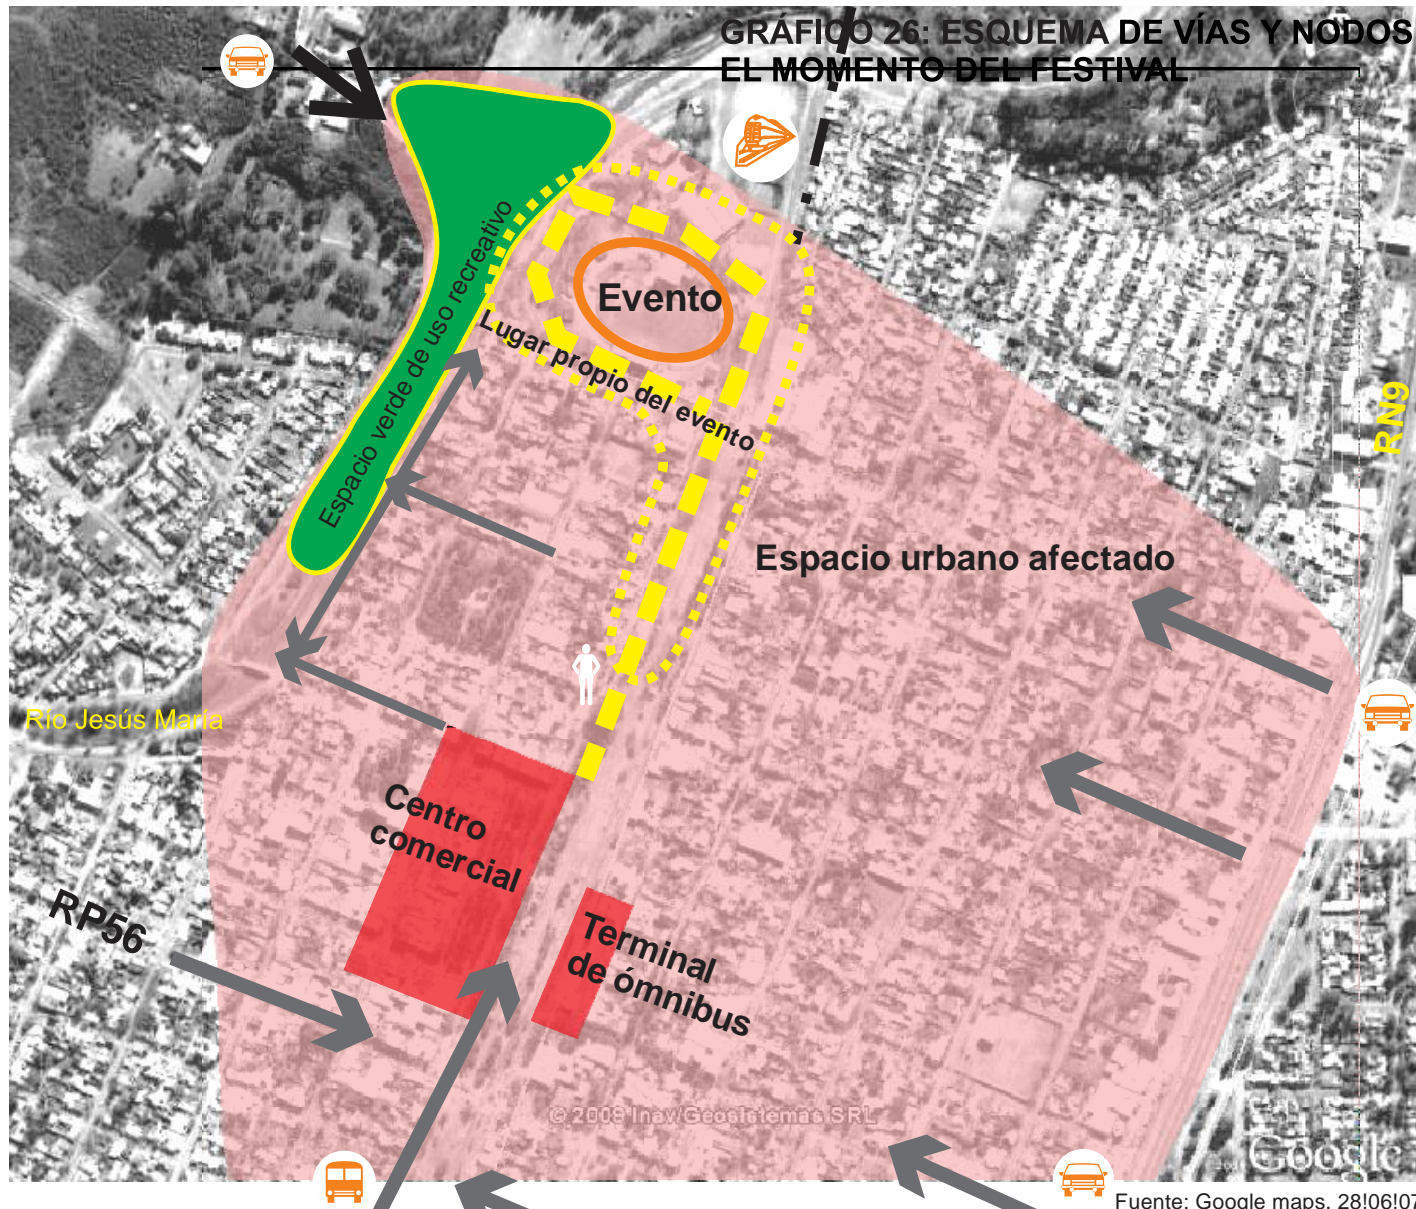 GRÁFICO 26: ESQUEMA DE VÍAS Y NODOS
EL MOMENTO DEL FESTIVAL
Espacio verde de uso recreativo
Evento
Lugar propio del evento
RN9
Espacio urbano afectado
Río Jesús María
Centro
comercial
RP56
Terminal
de ómnibus
© 2009 Inav/Geosistemas SRL
Google
Fuente: Google maps. 28!06!07